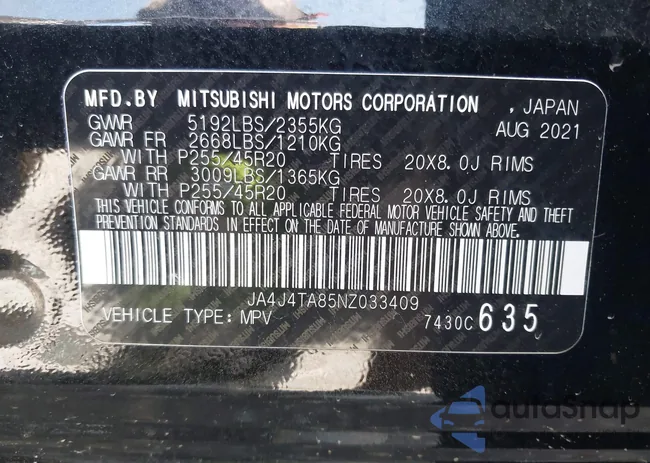 MFD.BY MITSUBISHI MOTORS CORPORATION , JAPAN
GVWR 5192LBS/2355KG AUG 2021
GAWR FR 2668LBS/1210KG
WITH P255/45R20 TIRES 20X8.0J RIMS
GAWR RR 3009LBS/1365KG
WITH P255/45R20 TIRES 20X8.0J RIMS
THIS VEHICLE CONFORMS TO ALL APPLICABLE FEDERAL MOTOR VEHICLE SAFETY AND THEFT
PREVENTION STANDARDS IN EFFECT ON THE DATE OF MANUFACTURE SHOWN ABOVE.
JA4J4TA85NZ033409
VEHICLE TYPE: MPV 7430C 635
autoSnap